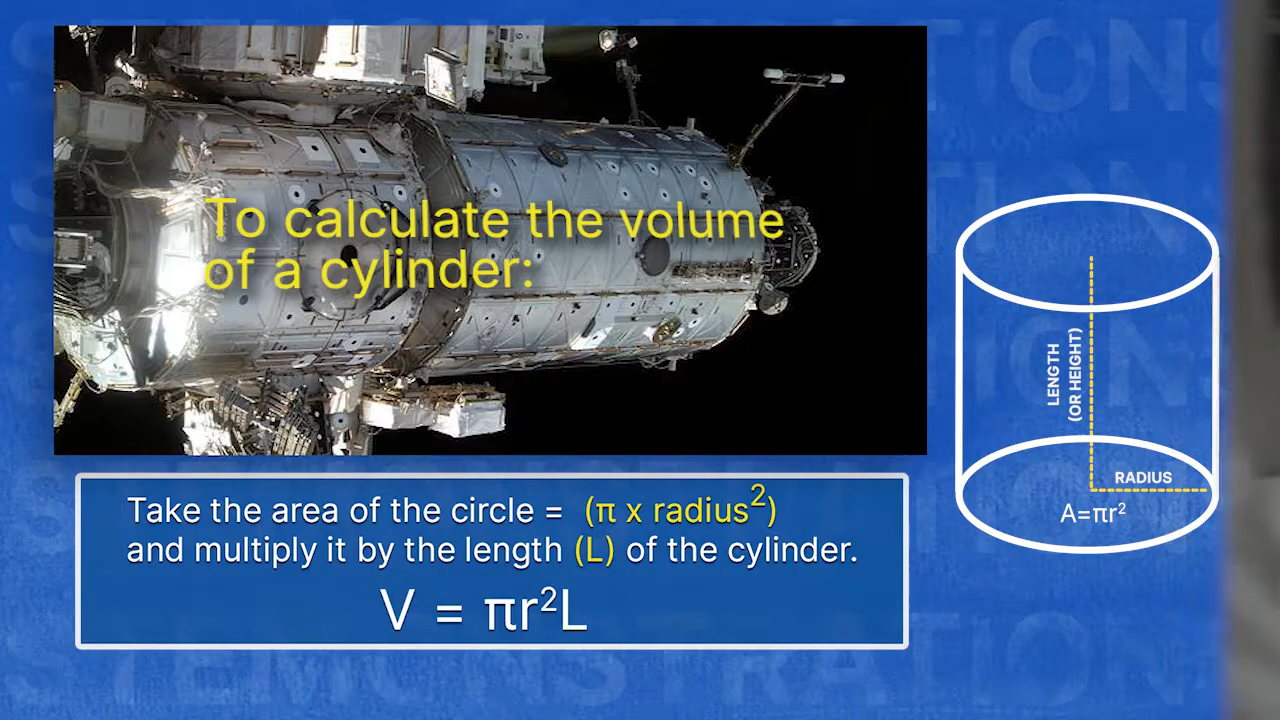 To calculate the volume
of a cylinder:
Take the area of the circle = (π x radius²)
and multiply it by the length (L) of the cylinder.
V = πr²L
LENGTH
(OR HEIGHT)
RADIUS
A=πr²
STEMONSTRATIONS